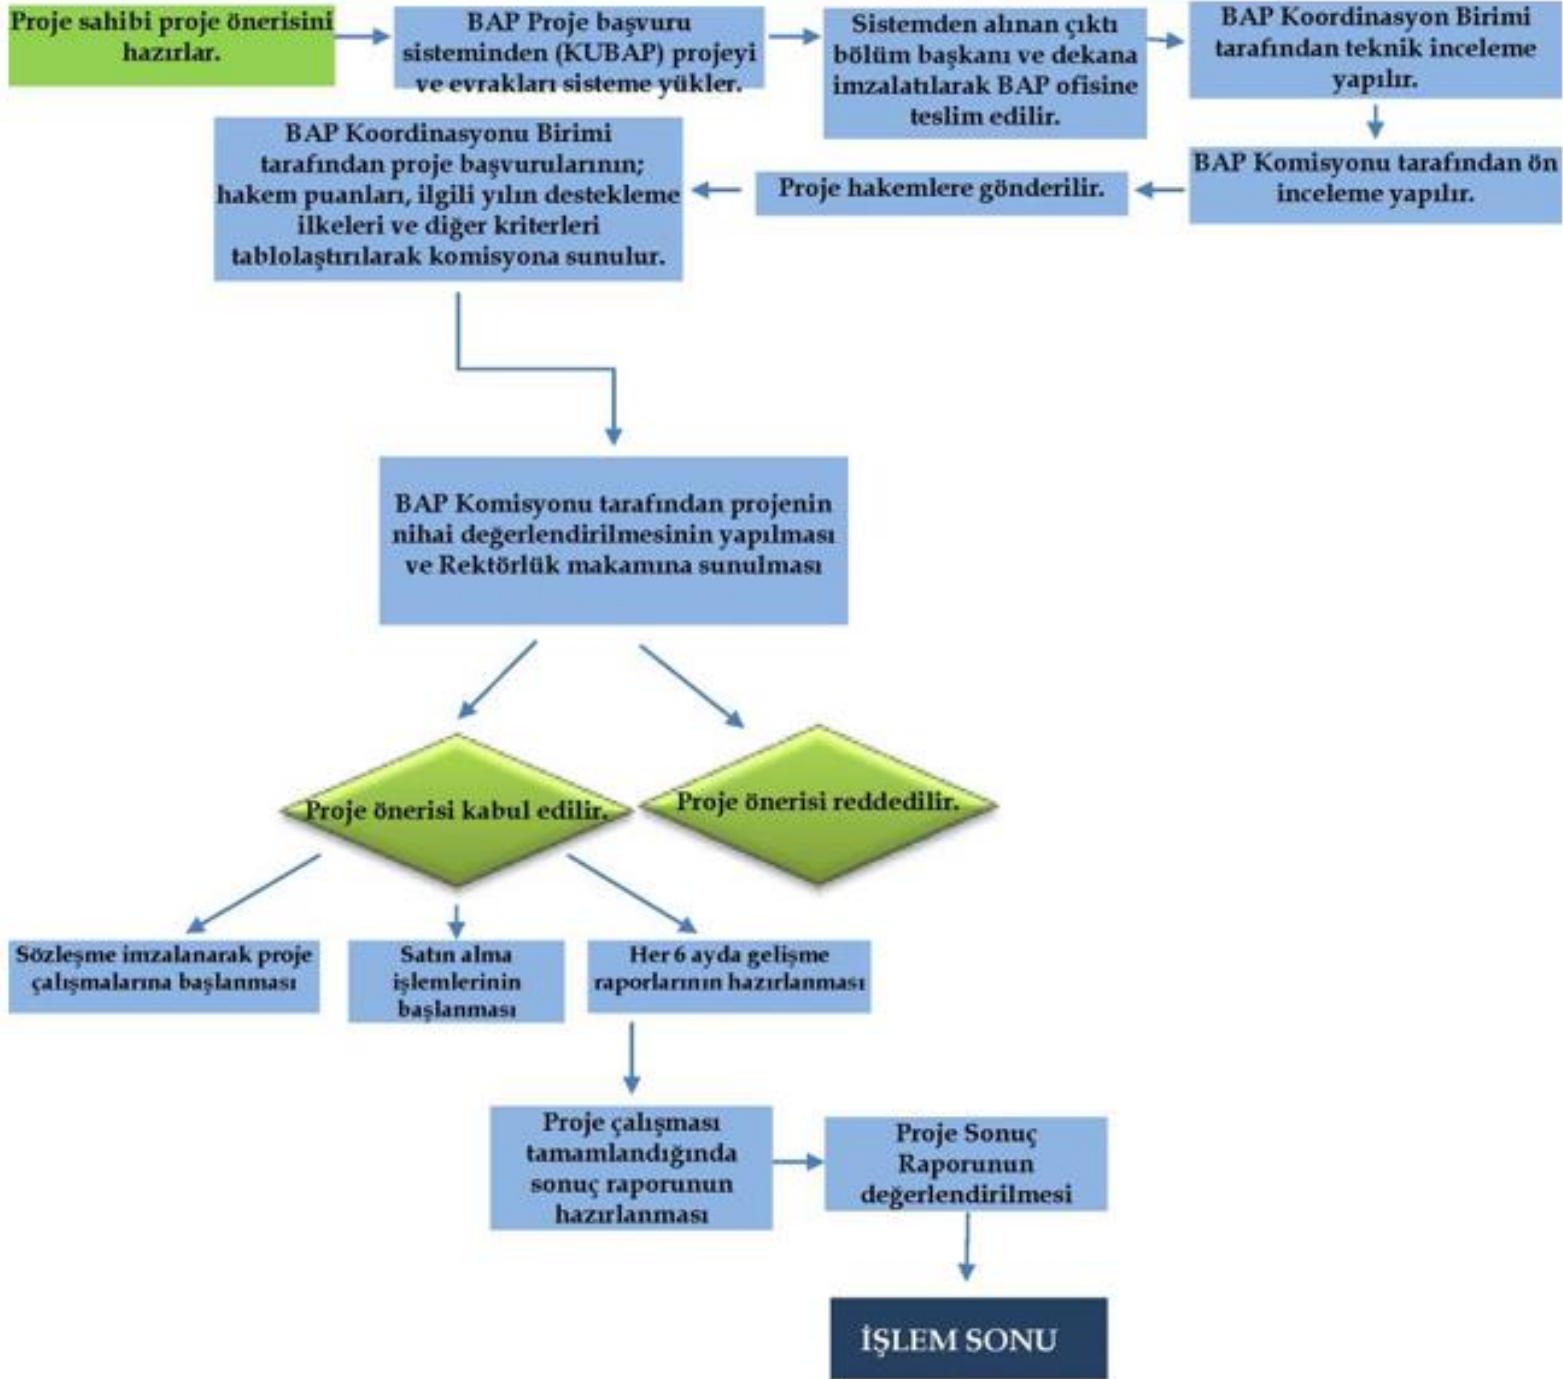 Proje sahibi proje önerisini
hazırlar.
BAP Proje başvuru
sisteminden (KUBAP) projeyi
ve evrakları sisteme yükler.
Sistemden alınan çıktı
bölüm başkanı ve dekana
imzalatılarak BAP ofisine
teslim edilir.
BAP Koordinasyon Birimi
tarafından teknik inceleme
yapılır.
BAP Komisyonu tarafından ön
inceleme yapılır.
Proje hakemlere gönderilir.
BAP Koordinasyonu Birimi
tarafından proje başvurularının;
hakem puanları, ilgili yılın destekleme
ilkeleri ve diğer kriterleri
tablolaştırılarak komisyona sunulur.
BAP Komisyonu tarafından projenin
nihai değerlendirilmesinin yapılması
ve Rektörlük makamına sunulması
Proje önerisi kabul edilir.
Proje önerisi reddedilir.
Sözleşme imzalanarak proje
çalışmalarına başlanması
Satın alma
işlemlerinin
başlanması
Her 6 ayda gelişme
raporlarının hazırlanması
Proje çalışması
tamamlandığında
sonuç raporunun
hazırlanması
Proje Sonuç
Raporunun
değerlendirilmesi
İŞLEM SONU